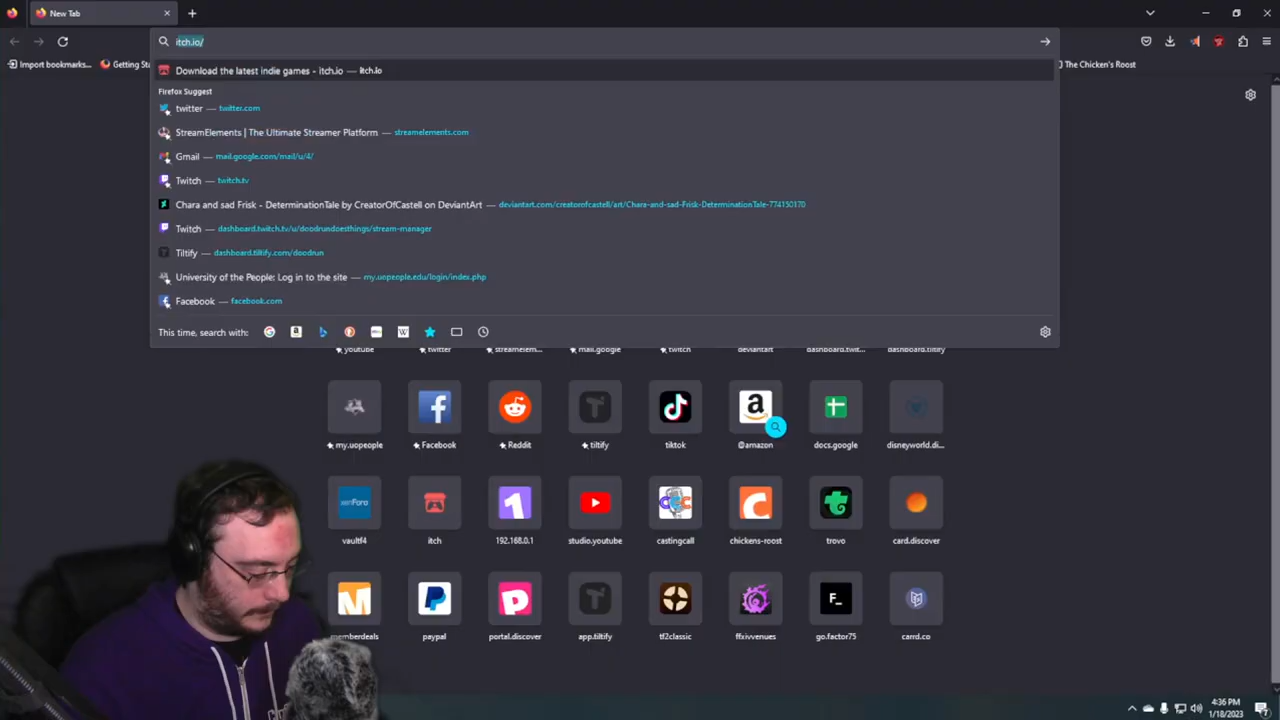 New Tab
itch.io/
Import bookmarks...
Getting Sta
The Chicken's Roost
Download the latest indie games - itch.io — itch.io
Firefox Suggest
twitter — twitter.com
StreamElements | The Ultimate Streamer Platform — streamelements.com
Gmail — mail.google.com/mail/u/4/
Twitch — twitch.tv
Chara and sad Frisk - DeterminationTale by CreatorOfCastell on DeviantArt — deviantart.com/creatorofcastell/art/Chara-and-sad-Frisk-DeterminationTale-774150170
Twitch — dashboard.twitch.tv/u/doodrundoesthings/stream-manager
Tiltify — dashboard.tiltify.com/doodrun
University of the People: Log in to the site — my.uopeople.edu/login/index.php
Facebook — facebook.com
This time, search with:
youtube twitter streamelem... mail.google twitch deviantart dashboard.twit... dashboard.tiltify
my.uopeople Facebook Reddit tiltify tiktok @amazon docs.google disneyworld.di...
vaultf4 itch 192.168.0.1 studio.youtube castingcall chickens-roost trovo card.discover
memberdeals paypal portal.discover app.tiltify tf2classic ffxivvenues go.factor75 carrd.co
4:36 PM
1/18/2023